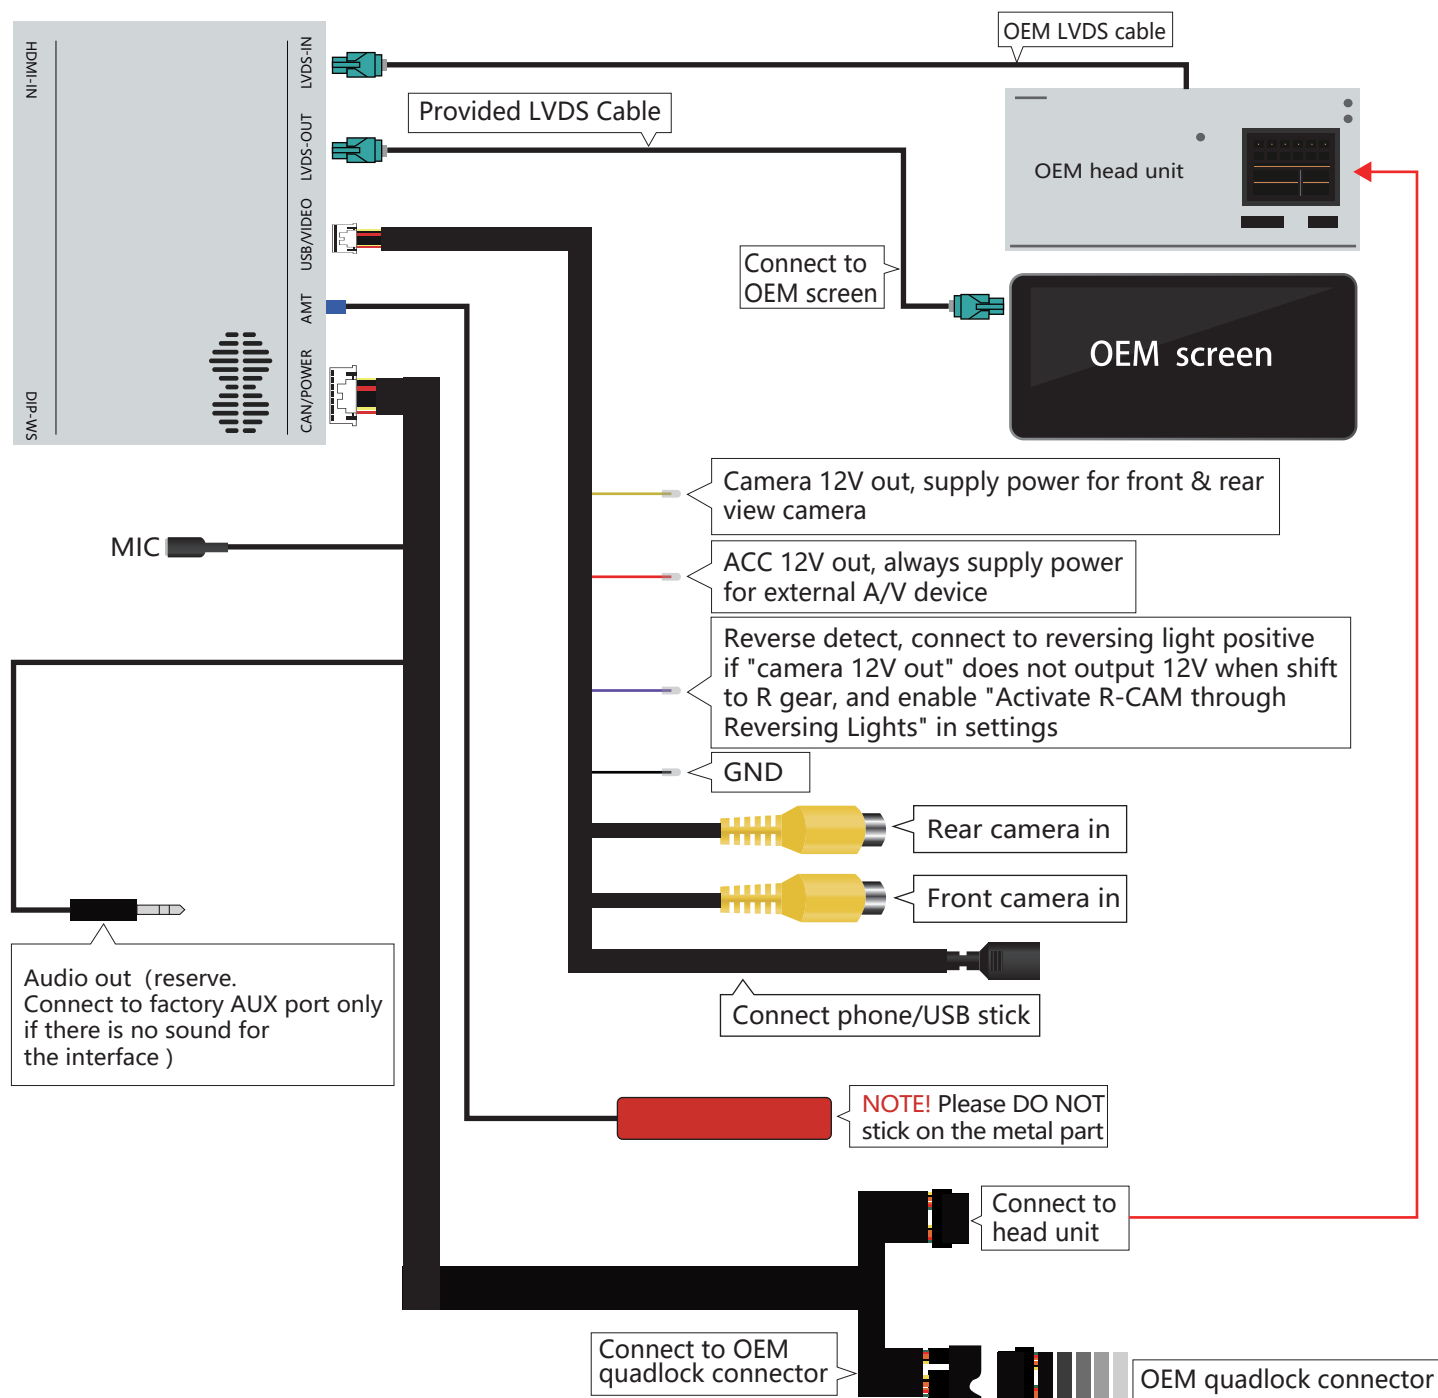 HDMI-IN
DIP-WS
LVDS-IN
LVDS-OUT
USB/VIDEO
AMT
CAN/POWER
OEM LVDS cable
Provided LVDS Cable
OEM head unit
Connect to
OEM screen
OEM screen
Camera 12V out, supply power for front & rear
view camera
MIC
ACC 12V out, always supply power
for external A/V device
Reverse detect, connect to reversing light positive
if "camera 12V out" does not output 12V when shift
to R gear, and enable "Activate R-CAM through
Reversing Lights" in settings
GND
Rear camera in
Front camera in
Audio out (reserve.
Connect to factory AUX port only
if there is no sound for
the interface )
Connect phone/USB stick
NOTE! Please DO NOT
stick on the metal part
Connect to
head unit
Connect to OEM
quadlock connector
OEM quadlock connector